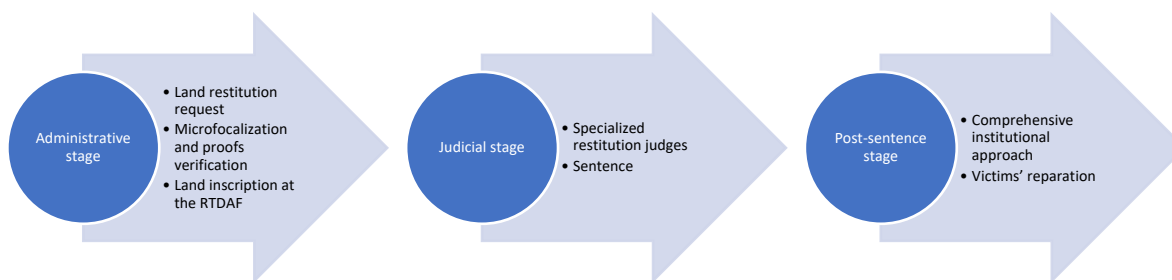 Administrative
stage
• Land restitution
request
• Microfocalization
and proofs
verification
• Land inscription at
the RTDAF
Judicial stage
• Specialized
restitution judges
• Sentence
Post-sentence
stage
• Comprehensive
institutional
approach
• Victims' reparation